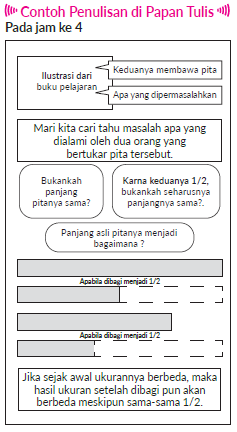 Contoh Penulisan di Papan Tulis
Pada jam ke 4
Ilustrasi dari
buku pelajaran
Keduanya membawa pita
Apa yang dipermasalahkan
Mari kita cari tahu masalah apa yang
dialami oleh dua orang yang
bertukar pita tersebut.
Bukankah
panjang
pitanya sama?
Karna keduanya 1/2,
bukankah seharusnya
panjangnya sama?.
Panjang asli pitanya menjadi
bagaimana ?
Apabila dibagi menjadi 1/2
Apabila dibagi menjadi 1/2
Jika sejak awal ukurannya berbeda, maka
hasil ukuran setelah dibagi pun akan
berbeda meskipun sama-sama 1/2.